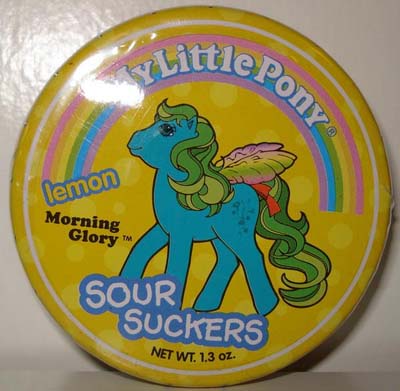 My Little Pony®
lemon
Morning
Glory™
SOUR
SUCKERS
NET WT. 1.3 oz.